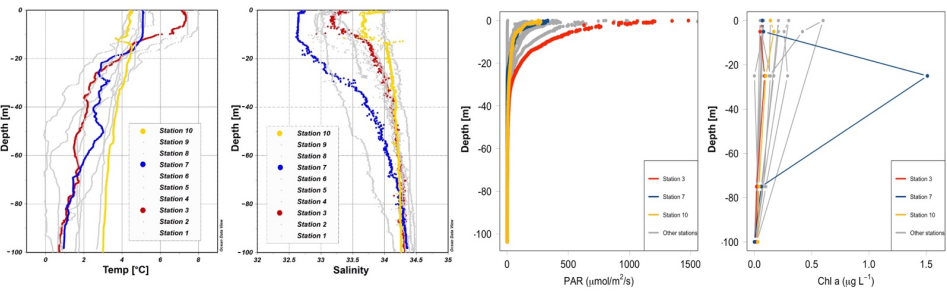 0
-20
-40
-60
-80
-100
Depth [m]
0
2
4
6
8
Temp [°C]
Station 10
Station 9
Station 8
Station 7
Station 6
Station 5
Station 4
Station 3
Station 2
Station 1
Ocean Data View
0
-20
-40
-60
-80
-100
Depth [m]
32
32.5
33
33.5
34
34.5
35
Salinity
Station 10
Station 9
Station 8
Station 7
Station 6
Station 5
Station 4
Station 3
Station 2
Station 1
Ocean Data View
0
-20
-40
-60
-80
-100
Depth [m]
0
500
1000
1500
PAR (μmol/m²/s)
Station 3
Station 7
Station 10
Other stations
0
-20
-40
-60
-80
-100
Depth [m]
0.0
0.5
1.0
1.5
Chl a (μg L⁻¹)
Station 3
Station 7
Station 10
Other stations